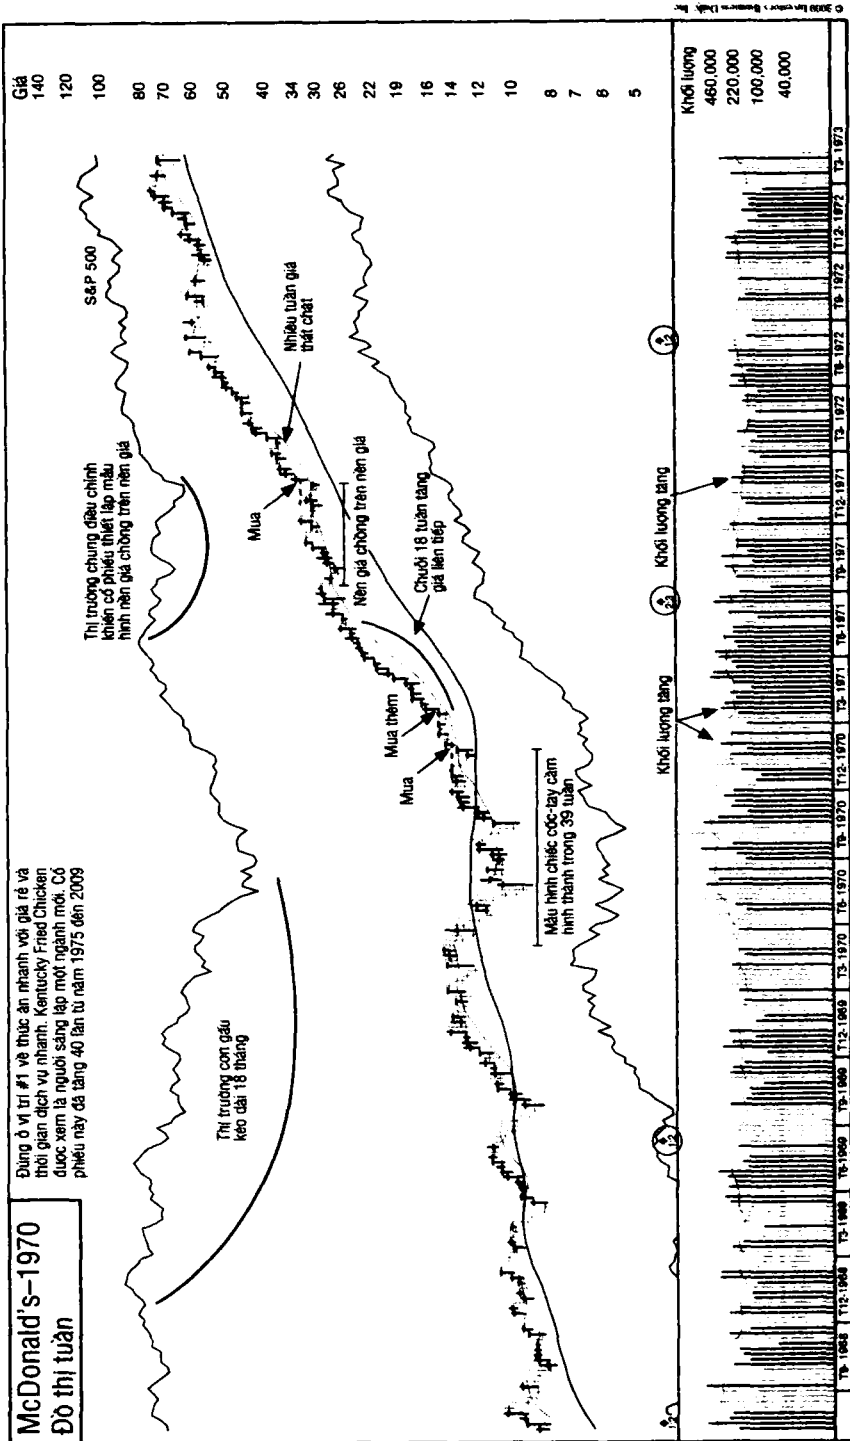 McDonald's–1970
Đồ thị tuần
Đứng ở vị trí #1 về thức ăn nhanh với giá rẻ và
thời gian dịch vụ nhanh. Kentucky Fried Chicken
được xem là người sáng lập một ngành mới. Cổ
phiếu này đã tăng 40 lần từ năm 1975 đến 2009
Thị trường con gấu
kéo dài 18 tháng
Thị trường chung điều chỉnh
khiến cổ phiếu thiết lập mẫu
hình nền giá chồng trên nền giá
S&P 500
Giá
140
120
100
80
70
60
50
40
34
30
26
22
19
16
14
12
10
8
7
6
5
Mua
Mua thêm
Mua
Nhiều tuần giá
thắt chặt
Nền giá chồng trên nền giá
Chuỗi 18 tuần tăng
giá liên tiếp
Mẫu hình chiếc cốc-tay cầm
hình thành trong 39 tuần
Khối lượng tăng
Khối lượng tăng
Khối lượng
460,000
220,000
100,000
40,000
T9- 1968
T12-1968
T3-1969
T6-1969
T9-1969
T12-1969
T3-1970
T6-1970
T9-1970
T12-1970
T3-1971
T6-1971
T9-1971
T12-1971
T3-1972
T6-1972
T9-1972
T12-1972
T3-1973